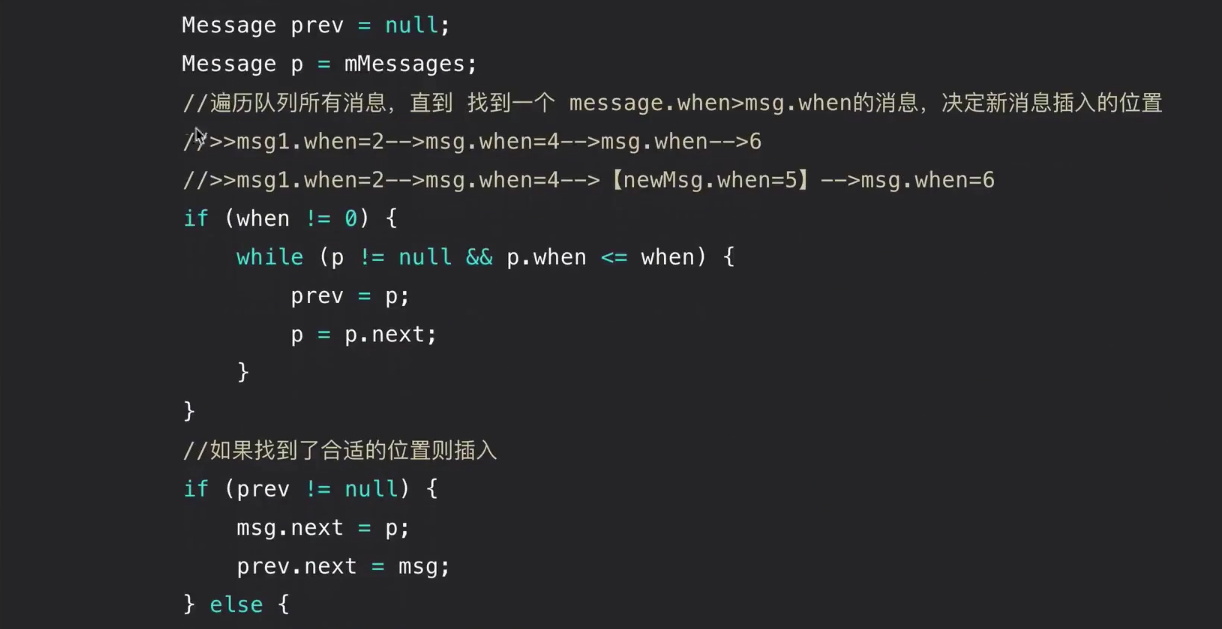 Message prev = null;
Message p = mMessages;
//遍历队列所有消息，直到 找到一个 message.when>msg.when的消息，决定新消息插入的位置
//>>msg1.when=2-->msg.when=4-->msg.when-->6
//>>msg1.when=2-->msg.when=4-->【newMsg.when=5】-->msg.when=6
if (when != 0) {
while (p != null && p.when <= when) {
prev = p;
p = p.next;
}
}
//如果找到了合适的位置则插入
if (prev != null) {
msg.next = p;
prev.next = msg;
} else {